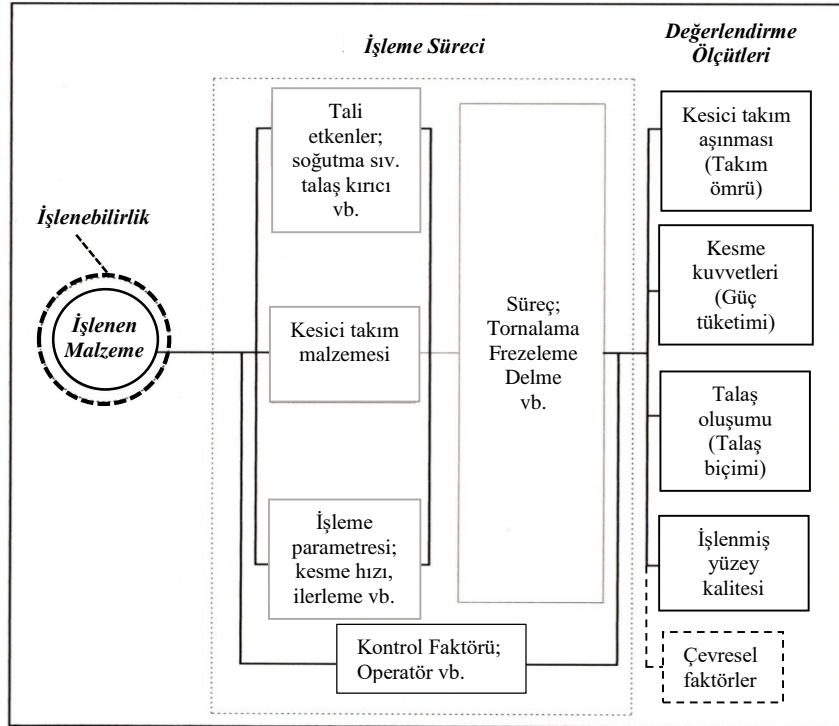 İşleme Süreci
Değerlendirme
Ölçütleri
İşlenebilirlik
İşlenen
Malzeme
Tali
etkenler;
soğutma sıv.
talaş kırıcı
vb.
Kesici takım
malzemesi
İşleme
parametresi;
kesme hızı,
ilerleme vb.
Süreç;
Tornalama
Frezeleme
Delme
vb.
Kontrol Faktörü;
Operatör vb.
Kesici takım
aşınması
(Takım
ömrü)
Kesme
kuvvetleri
(Güç
tüketimi)
Talaş
oluşumu
(Talaş
biçimi)
İşlenmiş
yüzey
kalitesi
Çevresel
faktörler